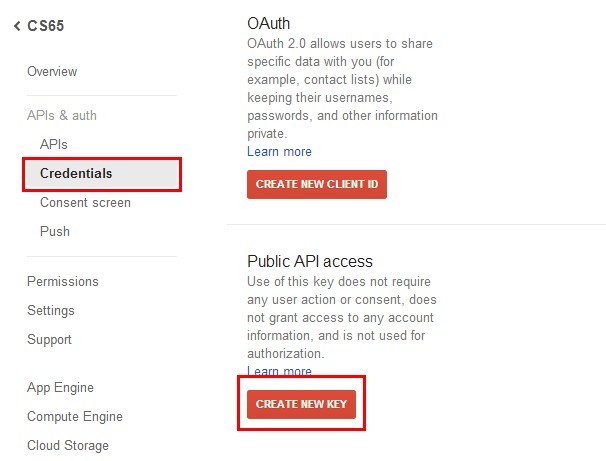 CS65
Overview
APIs & auth
APIs
Credentials
Consent screen
Push
Permissions
Settings
Support
App Engine
Compute Engine
Cloud Storage
OAuth
OAuth 2.0 allows users to share
specific data with you (for
example, contact lists) while
keeping their usernames,
passwords, and other information
private.
Learn more
CREATE NEW CLIENT ID
Public API access
Use of this key does not require
any user action or consent, does
not grant access to any account
information, and is not used for
authorization.
Learn more
CREATE NEW KEY